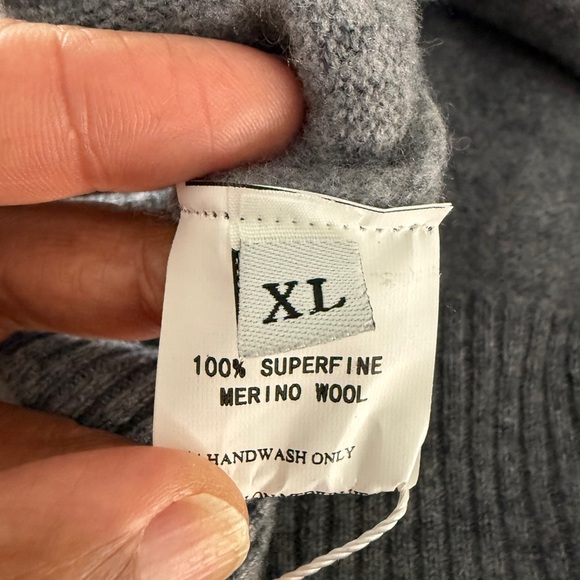 XL
100% SUPERFINE
MERINO WOOL
HANDWASH ONLY